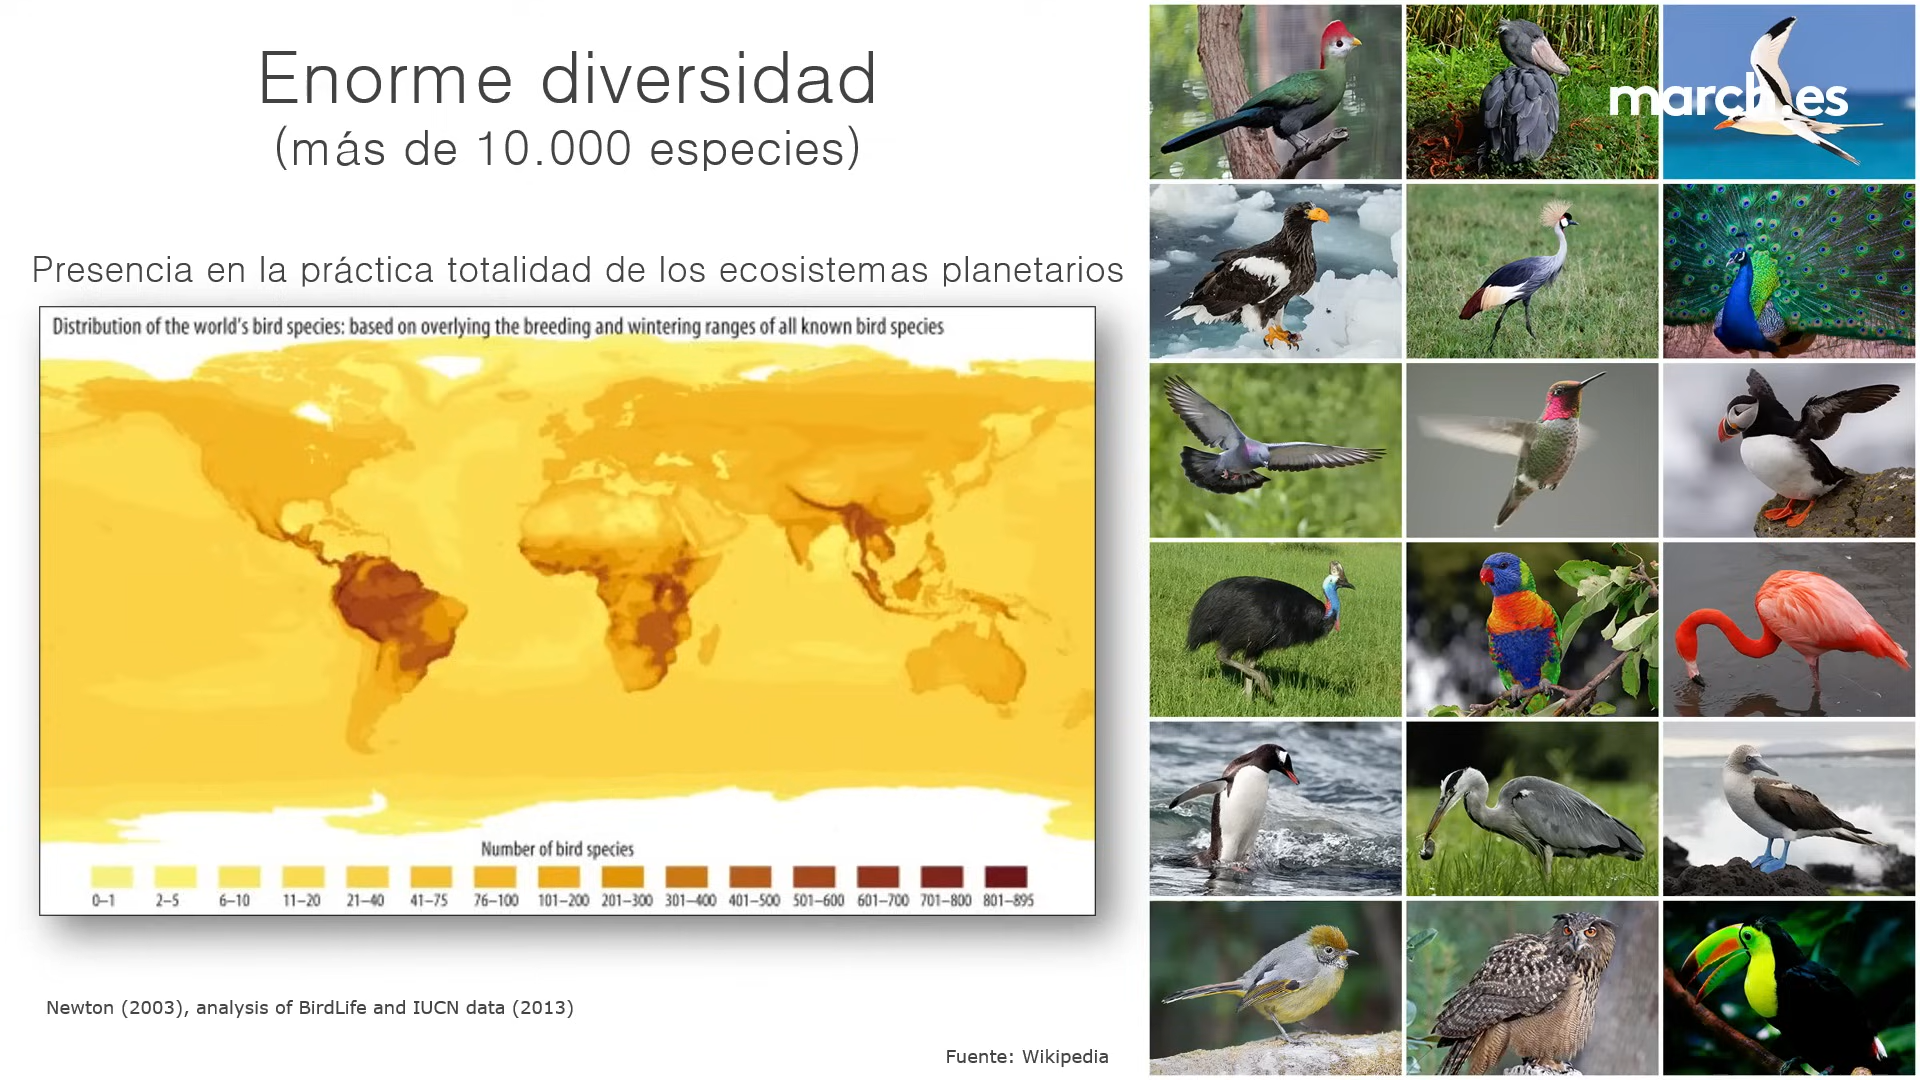 Enorme diversidad
(más de 10.000 especies)
Presencia en la práctica totalidad de los ecosistemas planetarios
Distribution of the world's bird species: based on overlying the breeding and wintering ranges of all known bird species
Number of bird species
0–1 2–5 6–10 11–20 21–40 41–75 76–100 101–200 201–300 301–400 401–500 501–600 601–700 701–800 801–895
Newton (2003), analysis of BirdLife and IUCN data (2013)
Fuente: Wikipedia
march.es